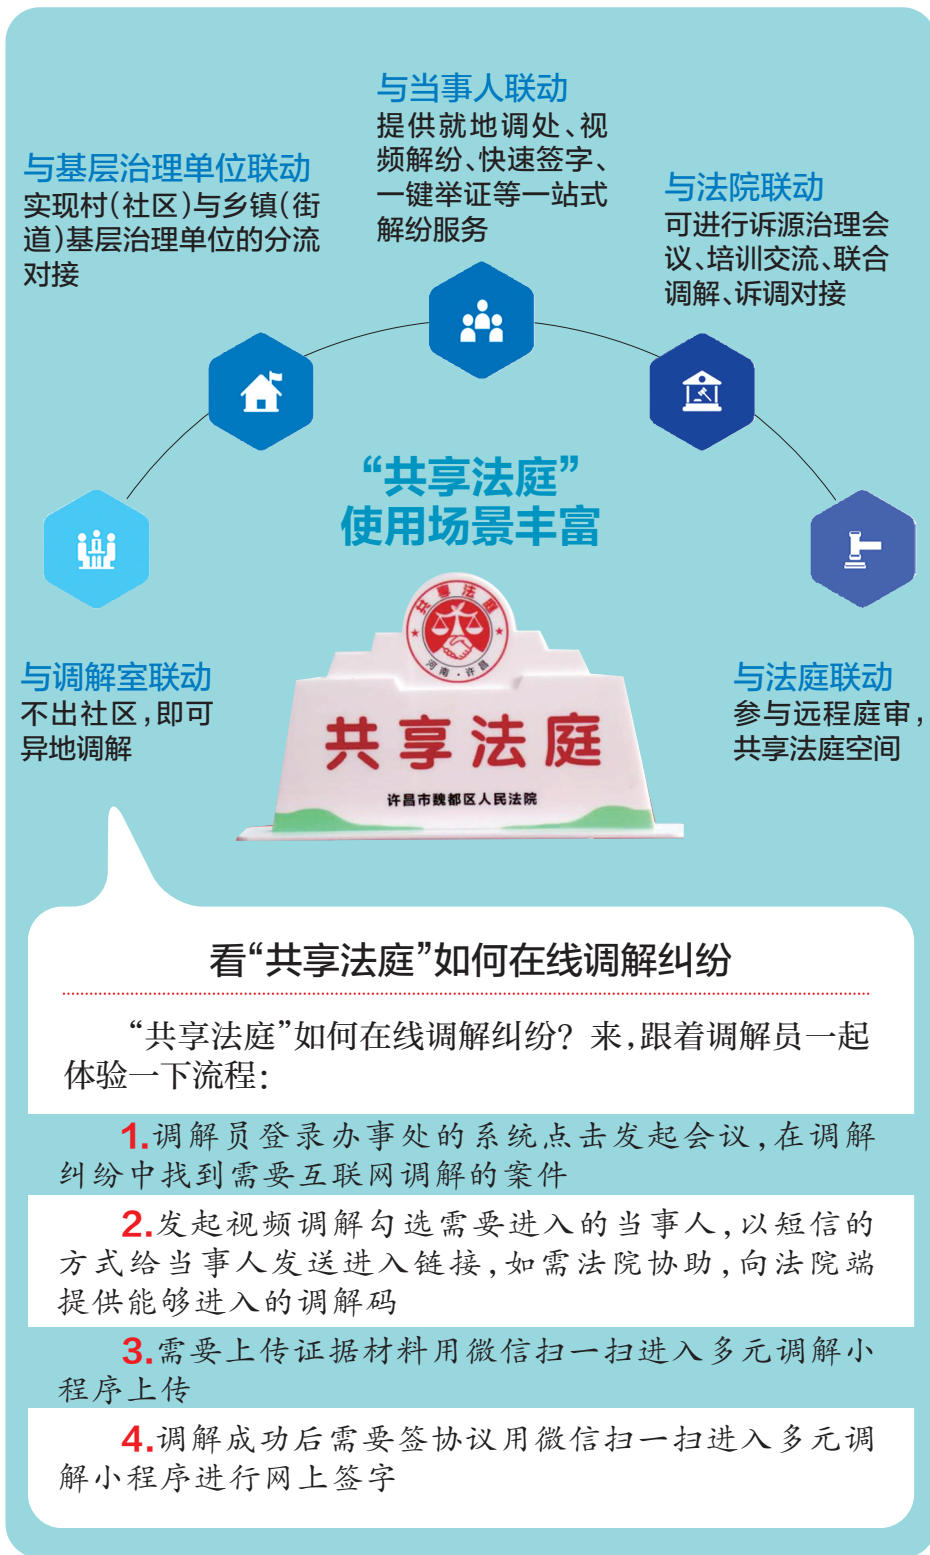 与当事人联动
提供就地调处、视
频解纷、快速签字、
一键举证等一站式
解纷服务
与基层治理单位联动
实现村(社区)与乡镇(街
道)基层治理单位的分流
对接
与法院联动
可进行诉源治理会
议、培训交流、联合
调解、诉调对接
“共享法庭”
使用场景丰富
与调解室联动
不出社区,即可
异地调解
共享法庭
河南·许昌
共享法庭
许昌市魏都区人民法院
与法庭联动
参与远程庭审,
共享法庭空间
看“共享法庭”如何在线调解纠纷
“共享法庭”如何在线调解纠纷?来,跟着调解员一起
体验一下流程:
1.调解员登录办事处的系统点击发起会议,在调解
纠纷中找到需要互联网调解的案件
2.发起视频调解勾选需要进入的当事人,以短信的
方式给当事人发送进入链接,如需法院协助,向法院端
提供能够进入的调解码
3.需要上传证据材料用微信扫一扫进入多元调解小
程序上传
4.调解成功后需要签协议用微信扫一扫进入多元调
解小程序进行网上签字